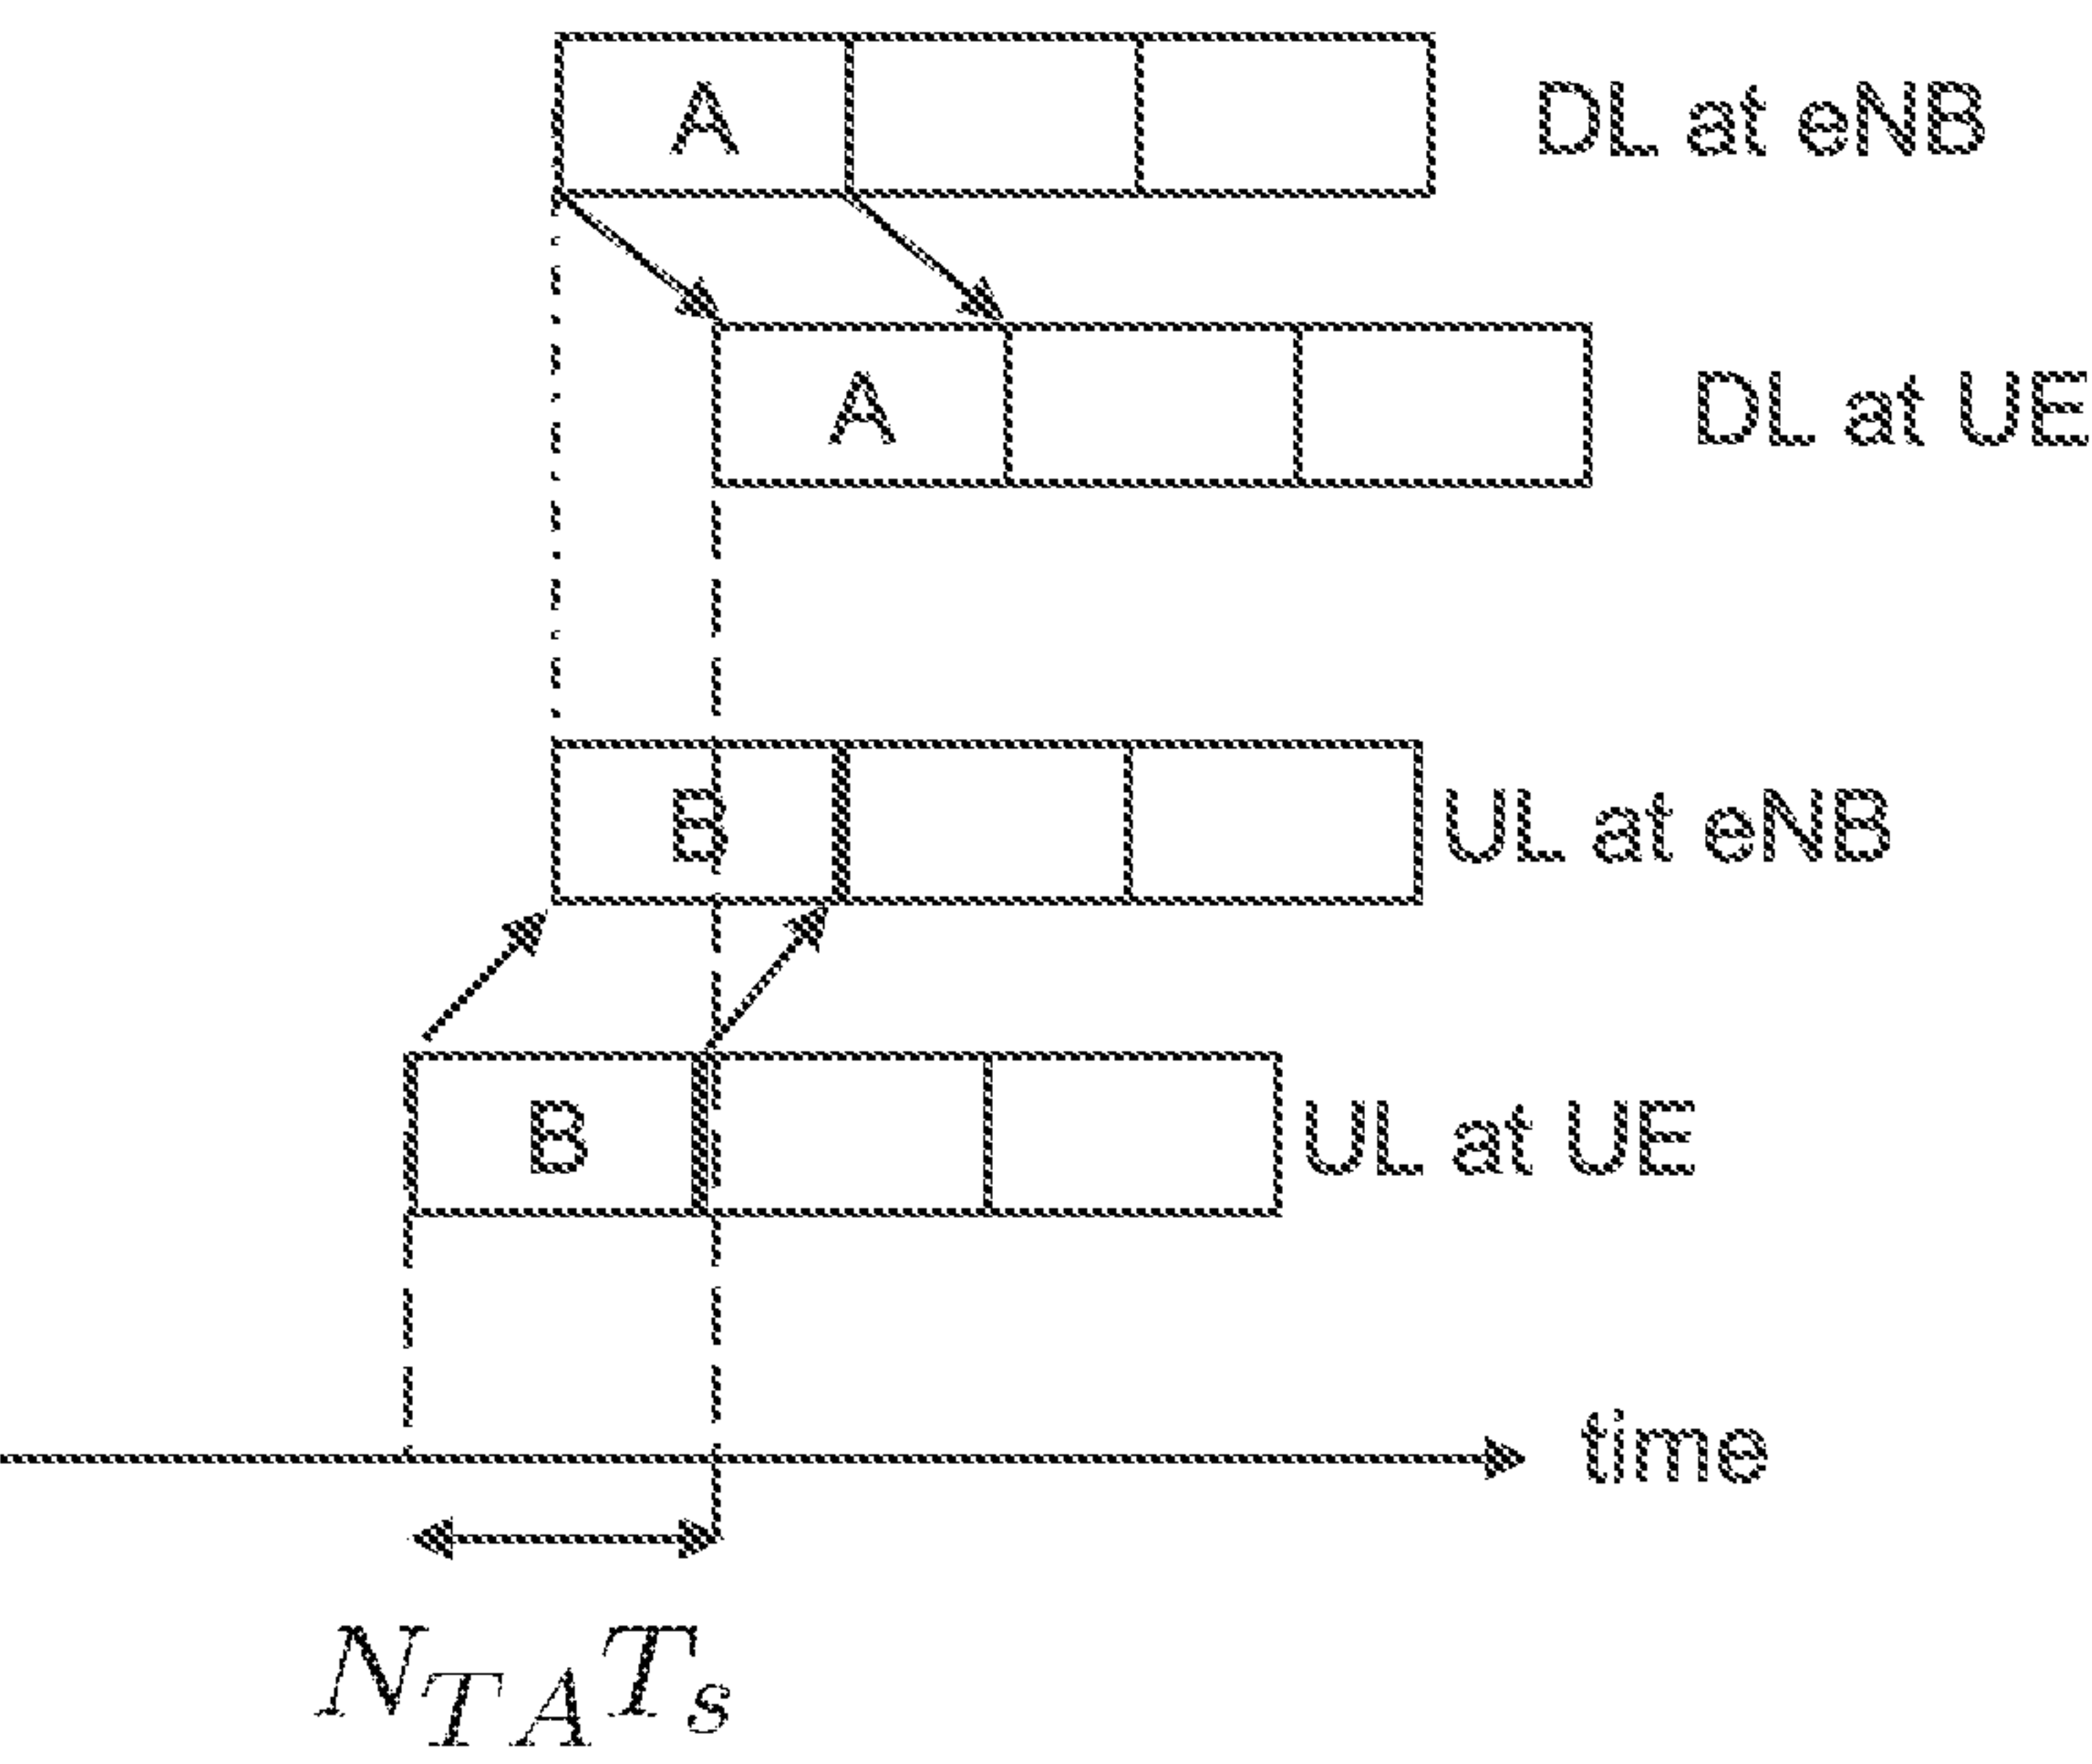 A DL at eNB
A DL at UE
B UL at eNB
B UL at UE
time
N_{TA}T_s